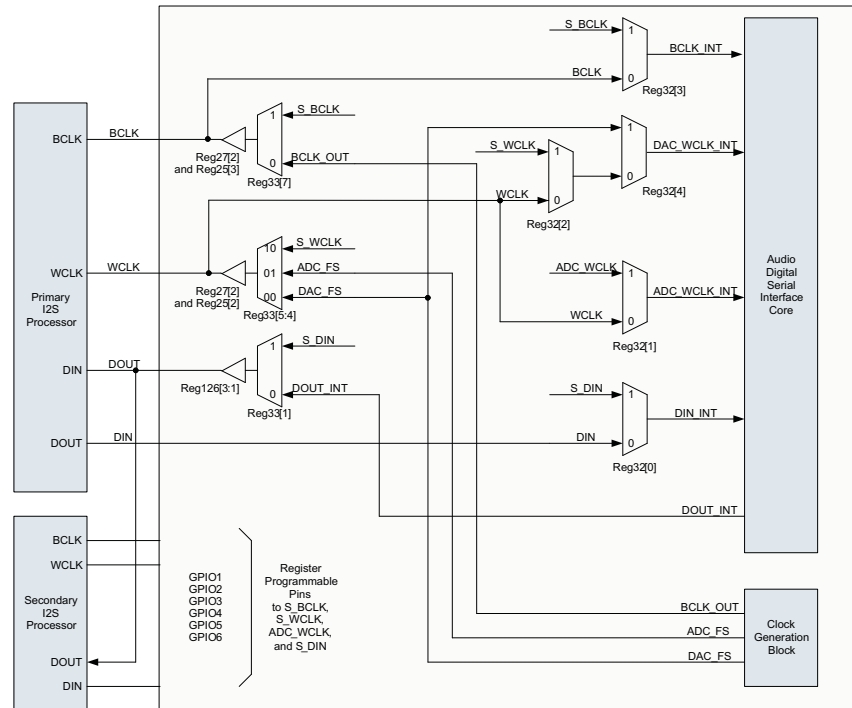 S_BCLK
1
BCLK_INT
BCLK
0
Reg32[3]
BCLK
BCLK
1
S_BCLK
0
BCLK_OUT
Reg27[2]
and Reg25[3]
Reg33[7]
1
DAC_WCLK_INT
0
Reg32[4]
S_WCLK
1
WCLK
0
Reg32[2]
WCLK
WCLK
10
S_WCLK
01
ADC_FS
00
DAC_FS
Reg27[2]
and Reg25[2]
Reg33[5:4]
ADC_WCLK
1
ADC_WCLK_INT
WCLK
0
Reg32[1]
Audio
Digital
Serial
Interface
Core
Primary
I2S
Processor
DIN
DOUT
1
S_DIN
0
DOUT_INT
Reg126[3:1]
Reg33[1]
S_DIN
1
DIN_INT
DIN
0
Reg32[0]
DOUT
DIN
DOUT_INT
BCLK
WCLK
Secondary
I2S
Processor
DOUT
DIN
GPIO1
GPIO2
GPIO3
GPIO4
GPIO5
GPIO6
Register
Programmable
Pins
to S_BCLK,
S_WCLK,
ADC_WCLK,
and S_DIN
BCLK_OUT
ADC_FS
DAC_FS
Clock
Generation
Block